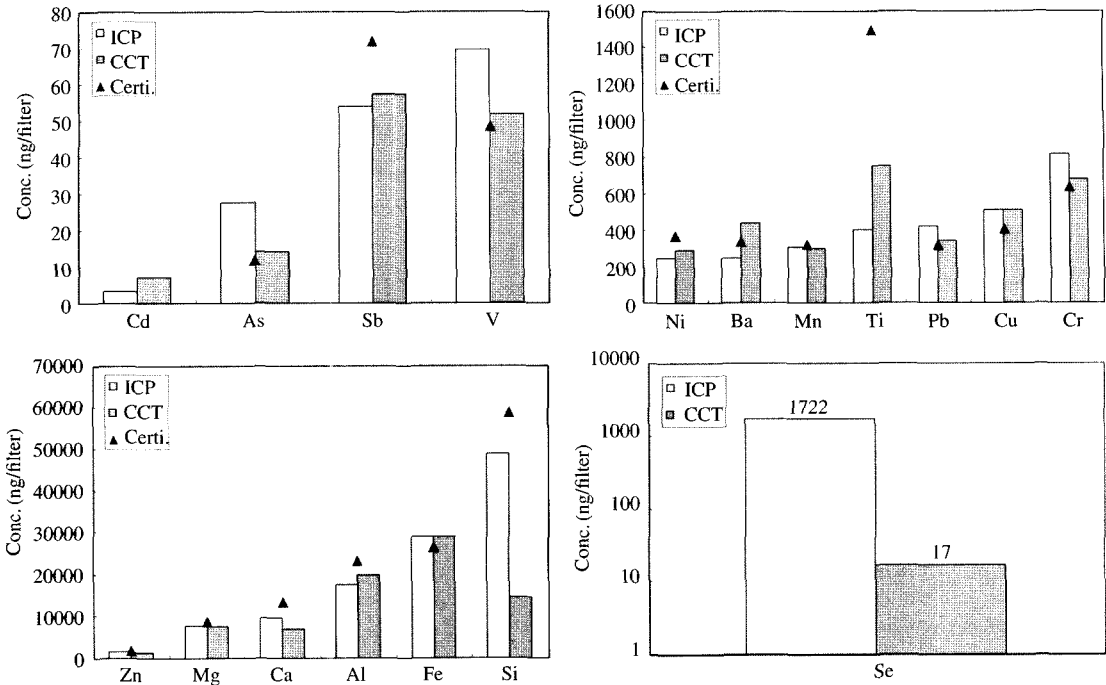 80
70
60
50
40
30
20
10
0
Conc. (ng/filter)
ICP
CCT
Certi.
Cd As Sb V
1600
1400
1200
1000
800
600
400
200
0
Conc. (ng/filter)
ICP
CCT
Certi.
Ni Ba Mn Ti Pb Cu Cr
70000
60000
50000
40000
30000
20000
10000
0
Conc. (ng/filter)
ICP
CCT
Certi.
Zn Mg Ca Al Fe Si
10000
1000
100
10
1
Conc. (ng/filter)
ICP
CCT
1722
17
Se